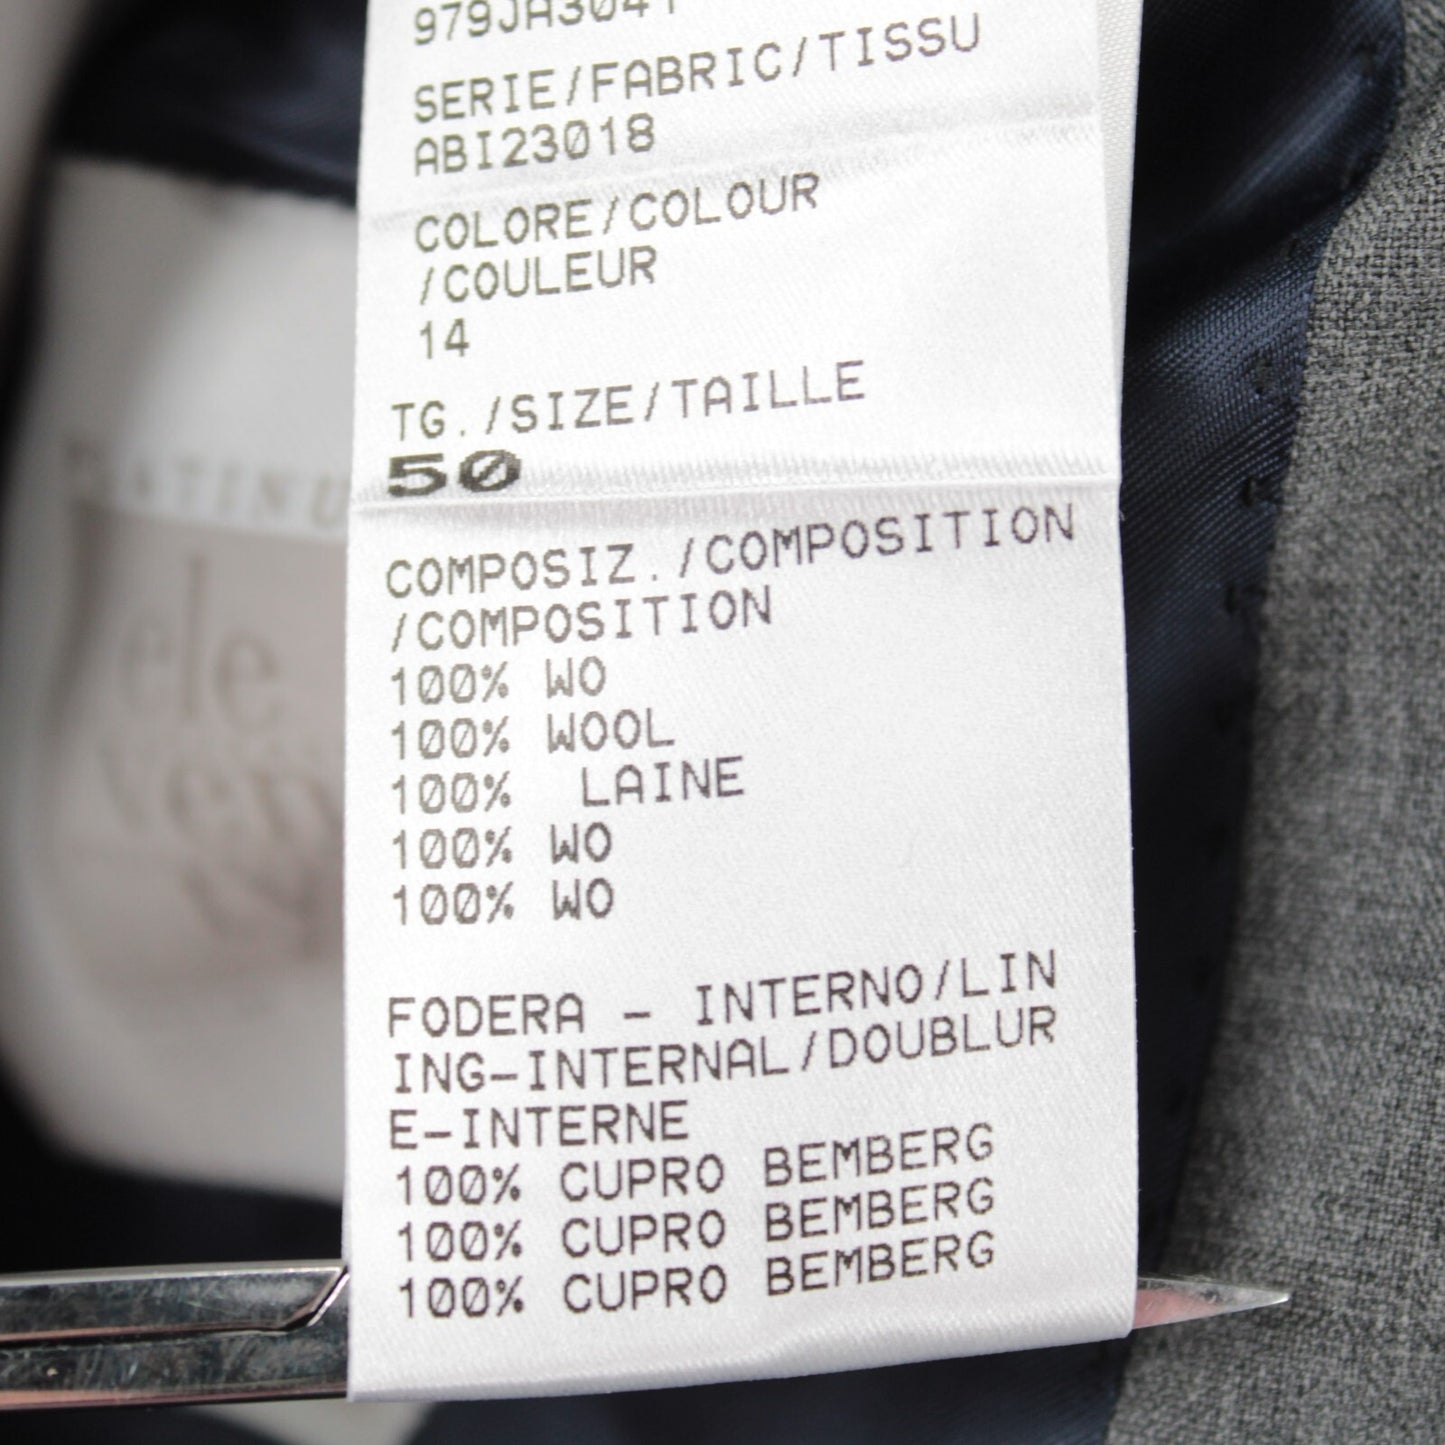 979JA3041
SERIE/FABRIC/TISSU
ABI23018
COLORE/COLOUR
/COULEUR
14
TG./SIZE/TAILLE
50
COMPOSIZ./COMPOSITION
/COMPOSITION
100% WO
100% WOOL
100% LAINE
100% WO
100% WO
FODERA - INTERNO/LIN
ING-INTERNAL/DOUBLUR
E-INTERNE
100% CUPRO BEMBERG
100% CUPRO BEMBERG
100% CUPRO BEMBERG
ele
ven